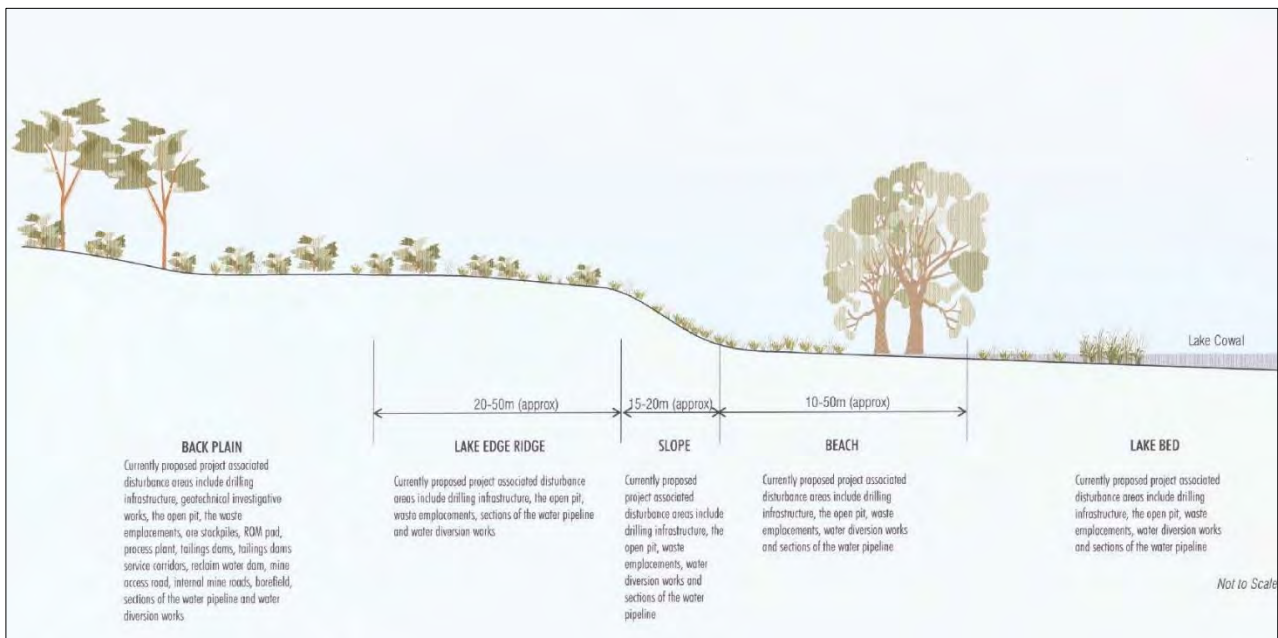 Lake Cowal
20-50m (approx)
15-20m (approx)
10-50m (approx)
BACK PLAIN
Currently proposed project associated
disturbance areas include drilling
infrastructure, geotechnical investigative
works, the open pit, the waste
emplacements, ore stockpiles, ROM pad,
process plant, tailings dams, tailings dams
service corridors, reclaim water dam, mine
access road, internal mine roads, borefield,
sections of the water pipeline and water
diversion works
LAKE EDGE RIDGE
Currently proposed project associated disturbance
areas include drilling infrastructure, the open pit,
waste emplacements, sections of the water pipeline
and water diversion works
SLOPE
Currently proposed
project associated
disturbance areas include
drilling infrastructure, the
open pit, waste
emplacements, water
diversion works and
sections of the water
pipeline
BEACH
Currently proposed project associated
disturbance areas include drilling
infrastructure, the open pit, waste
emplacements, water diversion works
and sections of the water pipeline
LAKE BED
Currently proposed project associated
disturbance areas include drilling
infrastructure, the open pit, waste
emplacements, water diversion works
and sections of the water pipeline
Not to Scale